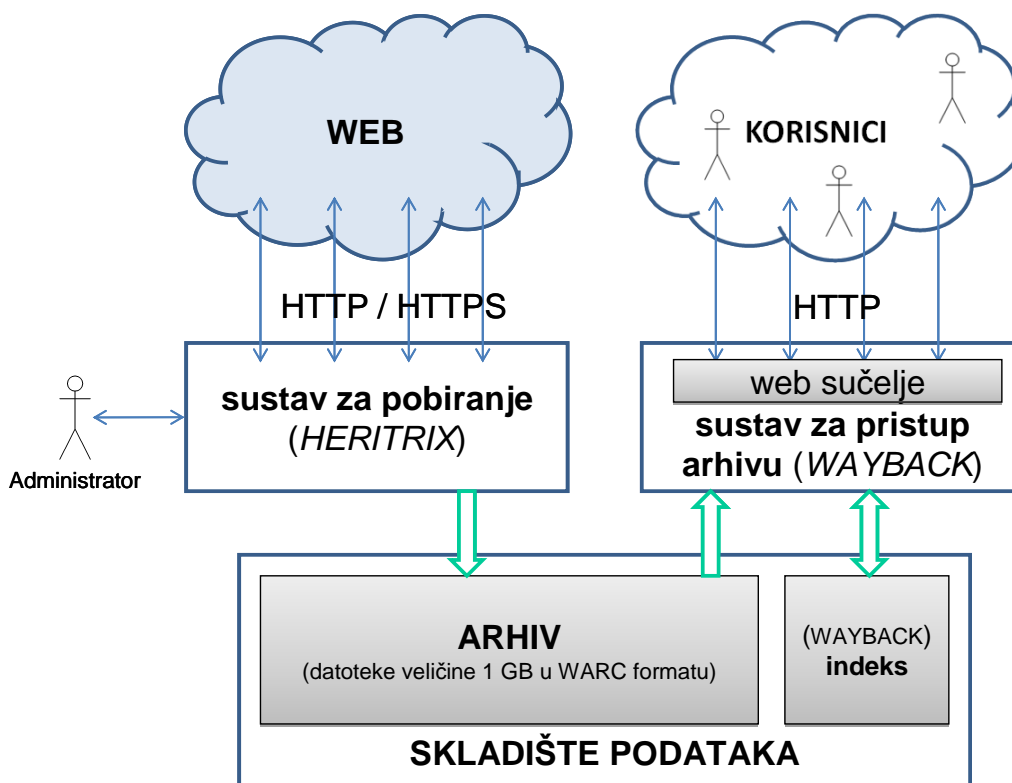 WEB
KORISNICI
HTTP / HTTPS
HTTP
sustav za pobiranje
(HERITRIX)
Administrator
web sučelje
sustav za pristup
arhivu (WAYBACK)
ARHIV
(datoteke veličine 1 GB u WARC formatu)
(WAYBACK)
indeks
SKLADIŠTE PODATAKA